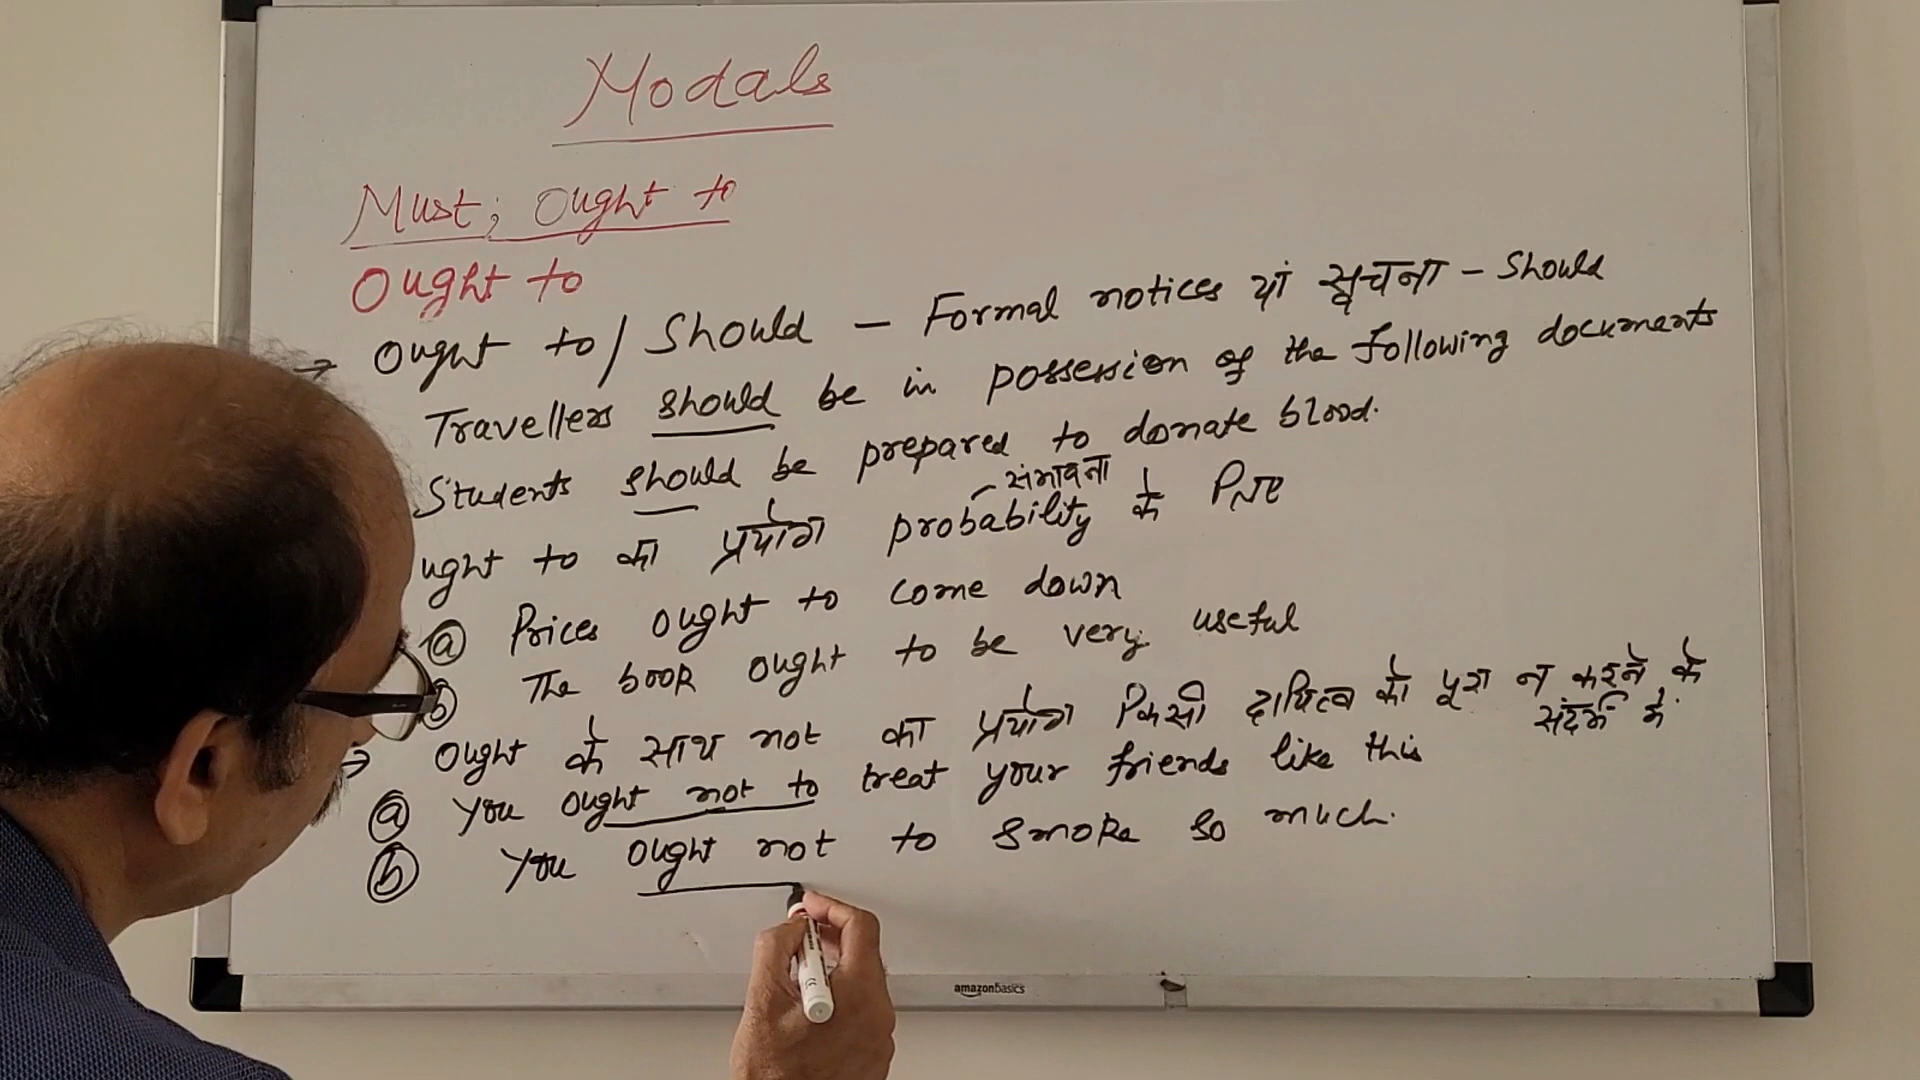 Modals
Must; Ought to
Ought to
→ Ought to / Should – Formal notices या सूचना – Should
Travellers should be in possession of the following documents
Students should be prepared to donate blood.
संभावना
ught to का प्रयोग probability के लिए
(a) Prices ought to come down
(b) The book ought to be very useful
→ Ought के साथ not का प्रयोग किसी दायित्व को पूरा न करने के
संदर्भ में.
(a) You ought not to treat your friends like this
(b) You ought not to smoke so much.
amazonbasics